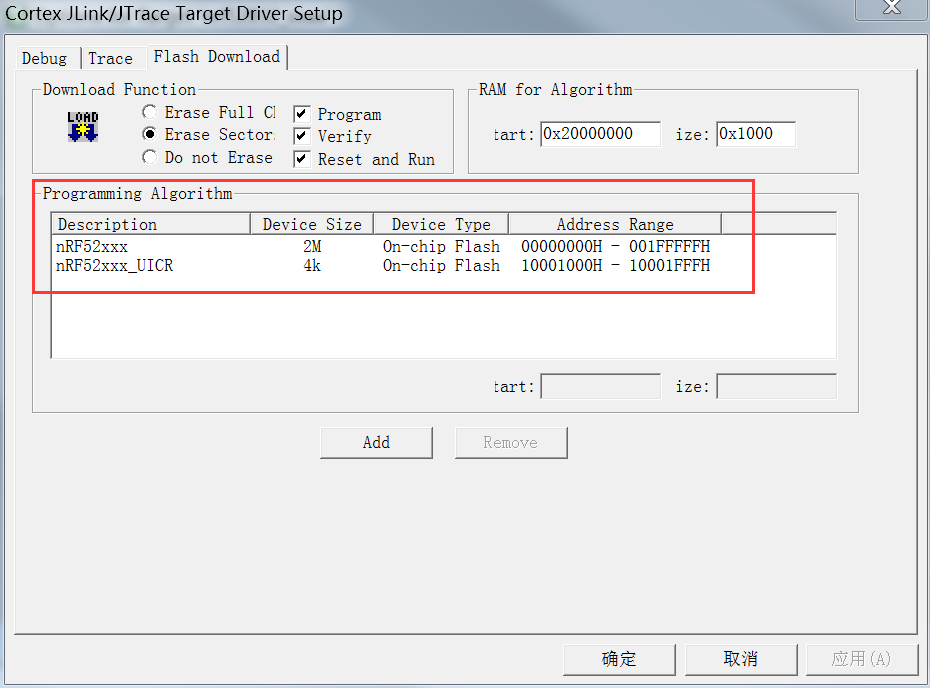 Cortex JLink/JTrace Target Driver Setup
Debug Trace Flash Download
Download Function
LOAD
Erase Full Cl
Erase Sector
Do not Erase
Program
Verify
Reset and Run
RAM for Algorithm
tart: 0x20000000 ize: 0x1000
Programming Algorithm
Description Device Size Device Type Address Range
nRF52xxx 2M On-chip Flash 00000000H - 001FFFFFH
nRF52xxx_UICR 4k On-chip Flash 10001000H - 10001FFFH
tart: ize:
Add Remove
确定 取消 应用(A)